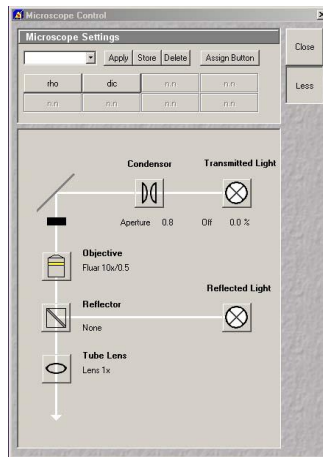 Microscope Control
Microscope Settings
Apply Store Delete Assign Button
Close
rho dic n.n n.n
Less
n.n n.n n.n n.n
Condensor Transmitted Light
Aperture 0.8 Off 0.0 %
Objective
Fluar 10x/0.5
Reflected Light
Reflector
None
Tube Lens
Lens 1x